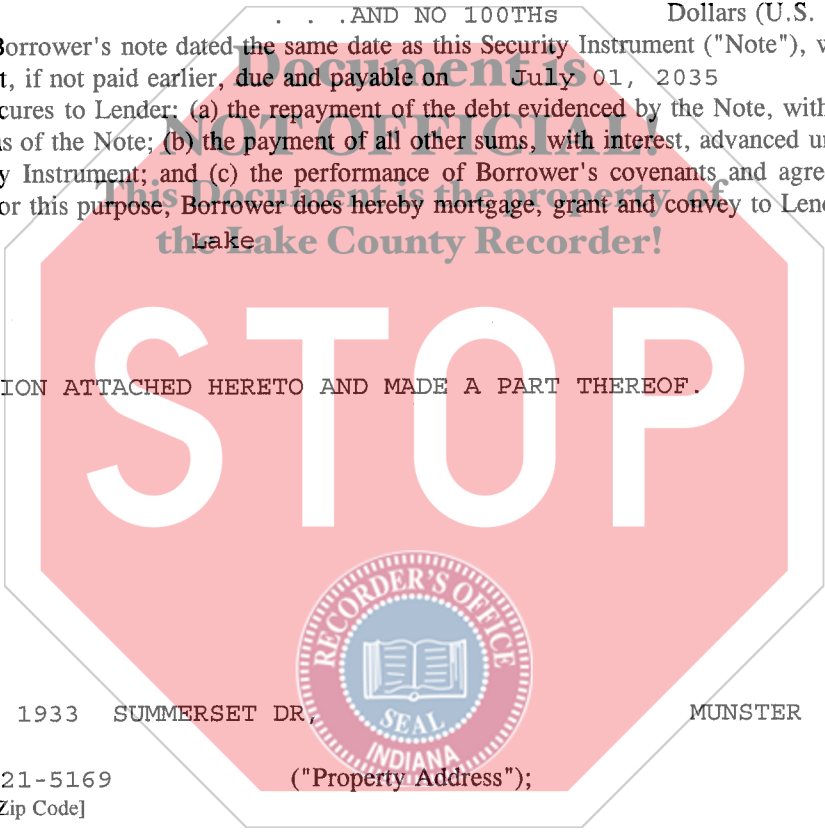 . . .AND NO 100THs Dollars (U.S.
Borrower's note dated the same date as this Security Instrument ("Note"), w
t, if not paid earlier, due and payable on July 01, 2035
cures to Lender: (a) the repayment of the debt evidenced by the Note, with
s of the Note; (b) the payment of all other sums, with interest, advanced un
y Instrument; and (c) the performance of Borrower's covenants and agre
or this purpose, Borrower does hereby mortgage, grant and convey to Lend
Lake
Document is
NOT OFFICIAL!
This Document is the property of
the Lake County Recorder!
ION ATTACHED HERETO AND MADE A PART THEREOF.
STOP
RECORDER'S OFFICE
SEAL
INDIANA
1933 SUMMERSET DR, MUNSTER
21-5169 ("Property Address");
Zip Code]